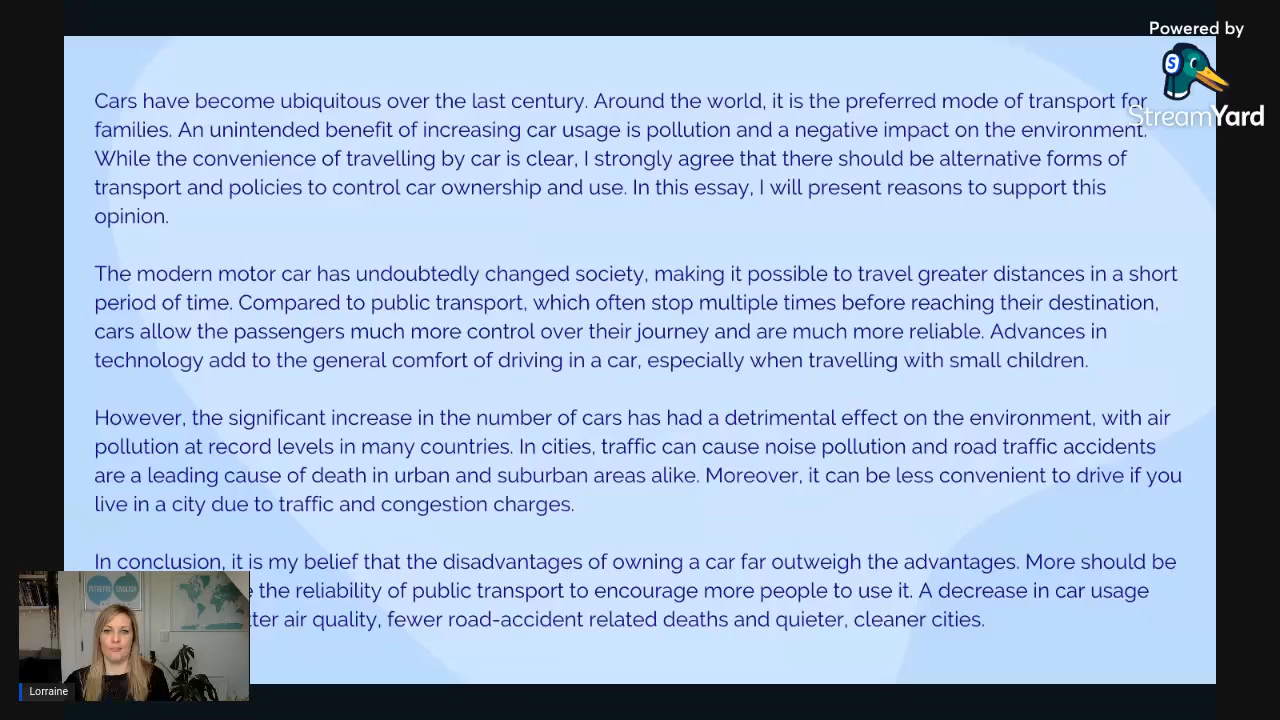 Powered by
StreamYard
Cars have become ubiquitous over the last century. Around the world, it is the preferred mode of transport for
families. An unintended benefit of increasing car usage is pollution and a negative impact on the environment.
While the convenience of travelling by car is clear, I strongly agree that there should be alternative forms of
transport and policies to control car ownership and use. In this essay, I will present reasons to support this
opinion.
The modern motor car has undoubtedly changed society, making it possible to travel greater distances in a short
period of time. Compared to public transport, which often stop multiple times before reaching their destination,
cars allow the passengers much more control over their journey and are much more reliable. Advances in
technology add to the general comfort of driving in a car, especially when travelling with small children.
However, the significant increase in the number of cars has had a detrimental effect on the environment, with air
pollution at record levels in many countries. In cities, traffic can cause noise pollution and road traffic accidents
are a leading cause of death in urban and suburban areas alike. Moreover, it can be less convenient to drive if you
live in a city due to traffic and congestion charges.
In conclusion, it is my belief that the disadvantages of owning a car far outweigh the advantages. More should be
the reliability of public transport to encourage more people to use it. A decrease in car usage
air quality, fewer road-accident related deaths and quieter, cleaner cities.
ENGLISH
Lorraine